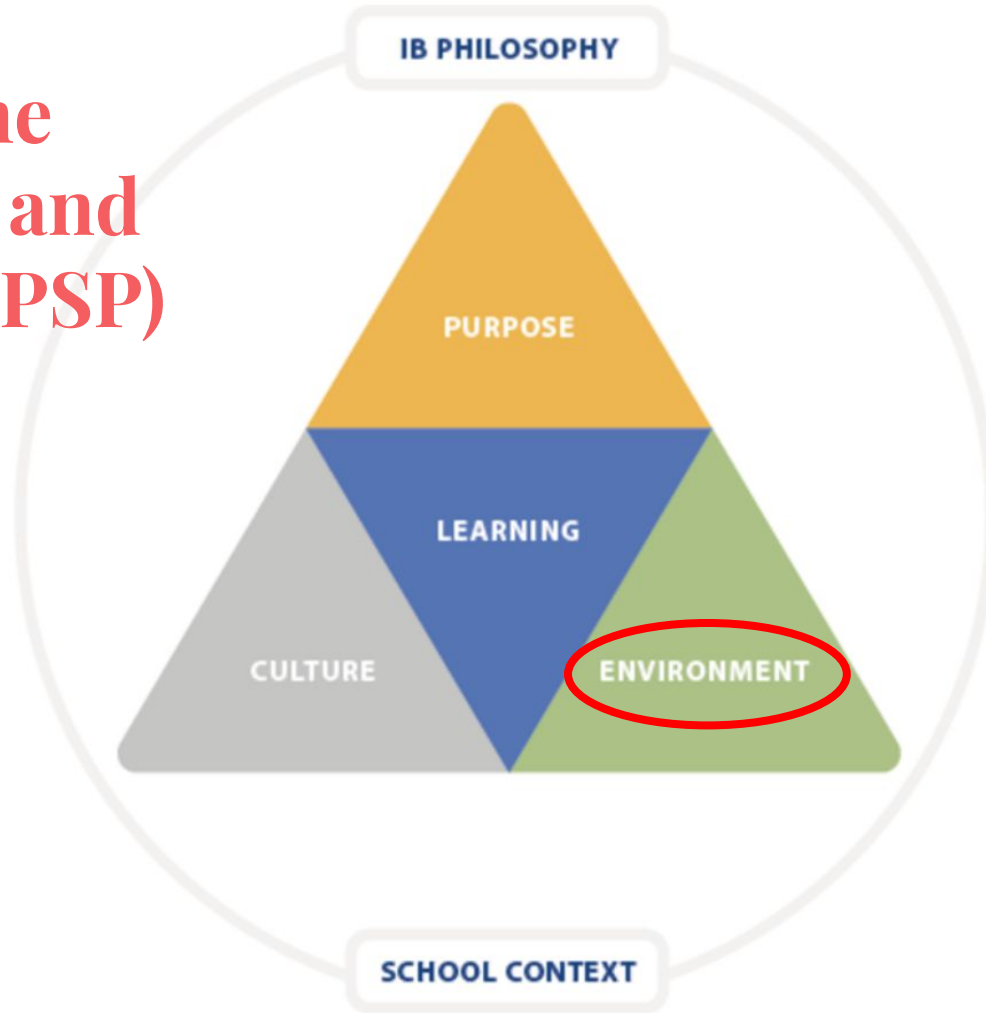 IB PHILOSOPHY
ne
and
PSP)
PURPOSE
LEARNING
CULTURE
ENVIRONMENT
SCHOOL CONTEXT